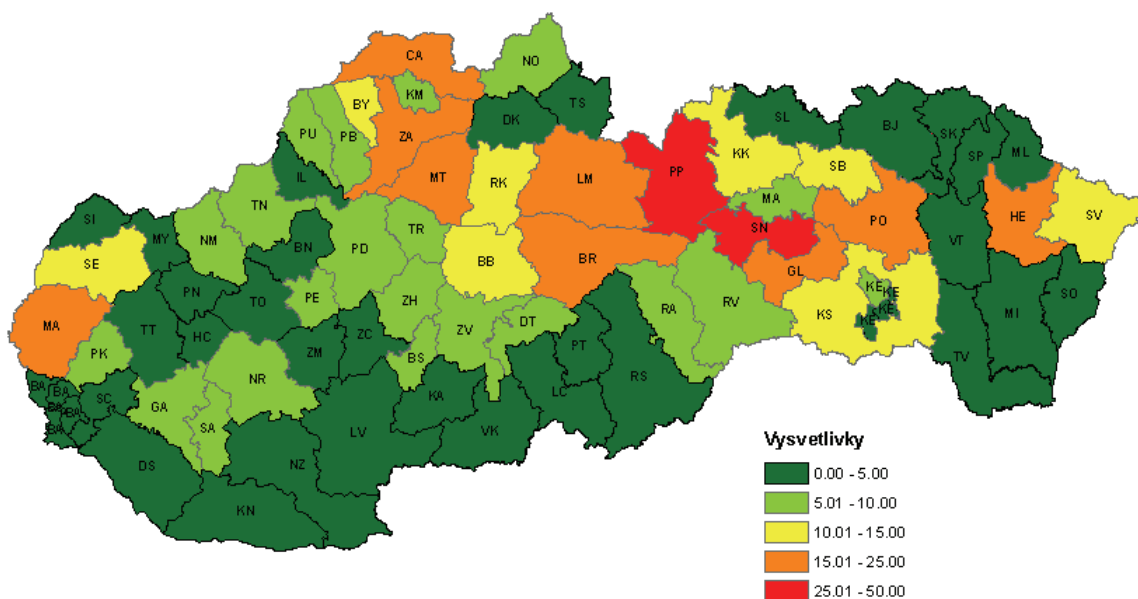 CA
NO
KM
BY
TS
PU
PB
DK
ZA
SL
BJ
SK
SP
ML
KK
SB
IL
MT
RK
LM
PP
MA
HE
SV
TN
SI
MY
NM
BN
PD
TR
SN
PO
VT
SE
BB
BR
GL
PN
TO
PE
ZH
RA
RV
KS
KE
KE
KE
KE
SO
MA
TT
HC
ZC
ZV
DT
MI
PK
ZM
BS
PT
TV
NR
RS
BA
BA
BA
BA
BA
SC
GA
SA
KA
LC
LV
VK
DS
NZ
KN
Vysvetlivky
0.00 - 5.00
5.01 - 10.00
10.01 - 15.00
15.01 - 25.00
25.01 - 50.00